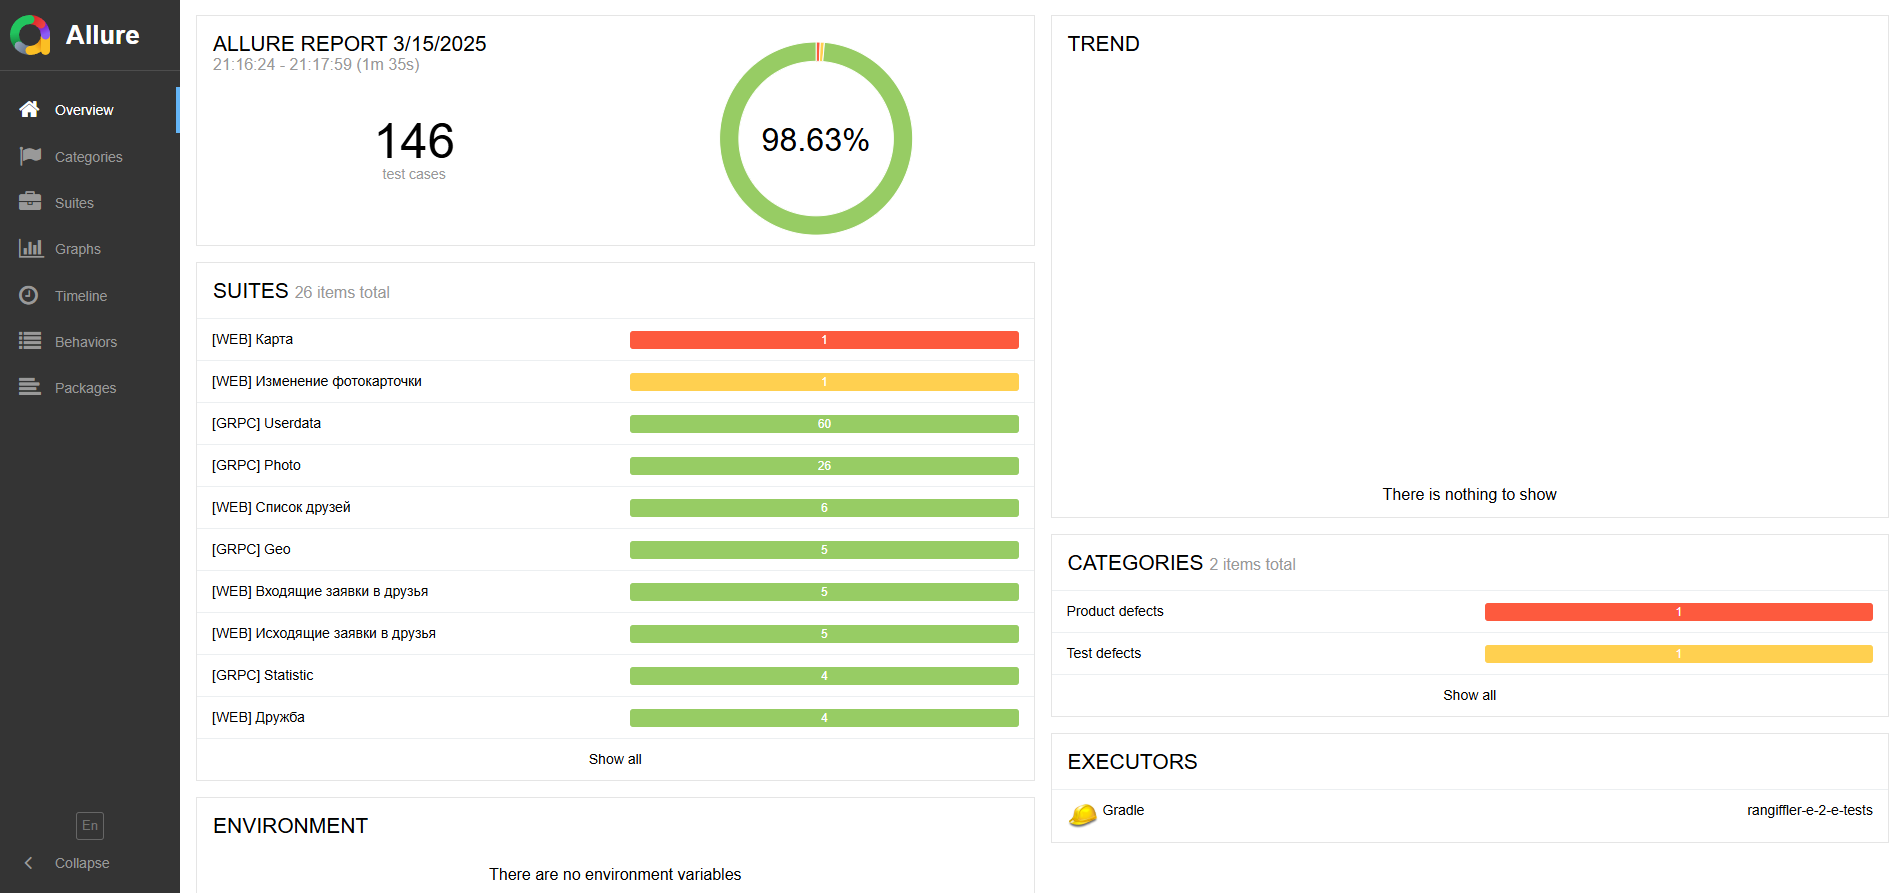 Allure
Overview
Categories
Suites
Graphs
Timeline
Behaviors
Packages
En
Collapse
ALLURE REPORT 3/15/2025
21:16:24 - 21:17:59 (1m 35s)
146
test cases
98.63%
SUITES 26 items total
[WEB] Карта 1
[WEB] Изменение фотокарточки 1
[GRPC] Userdata 60
[GRPC] Photo 26
[WEB] Список друзей 6
[GRPC] Geo 5
[WEB] Входящие заявки в друзья 5
[WEB] Исходящие заявки в друзья 5
[GRPC] Statistic 4
[WEB] Дружба 4
Show all
ENVIRONMENT
There are no environment variables
TREND
There is nothing to show
CATEGORIES 2 items total
Product defects 1
Test defects 1
Show all
EXECUTORS
Gradle rangiffler-e-2-e-tests